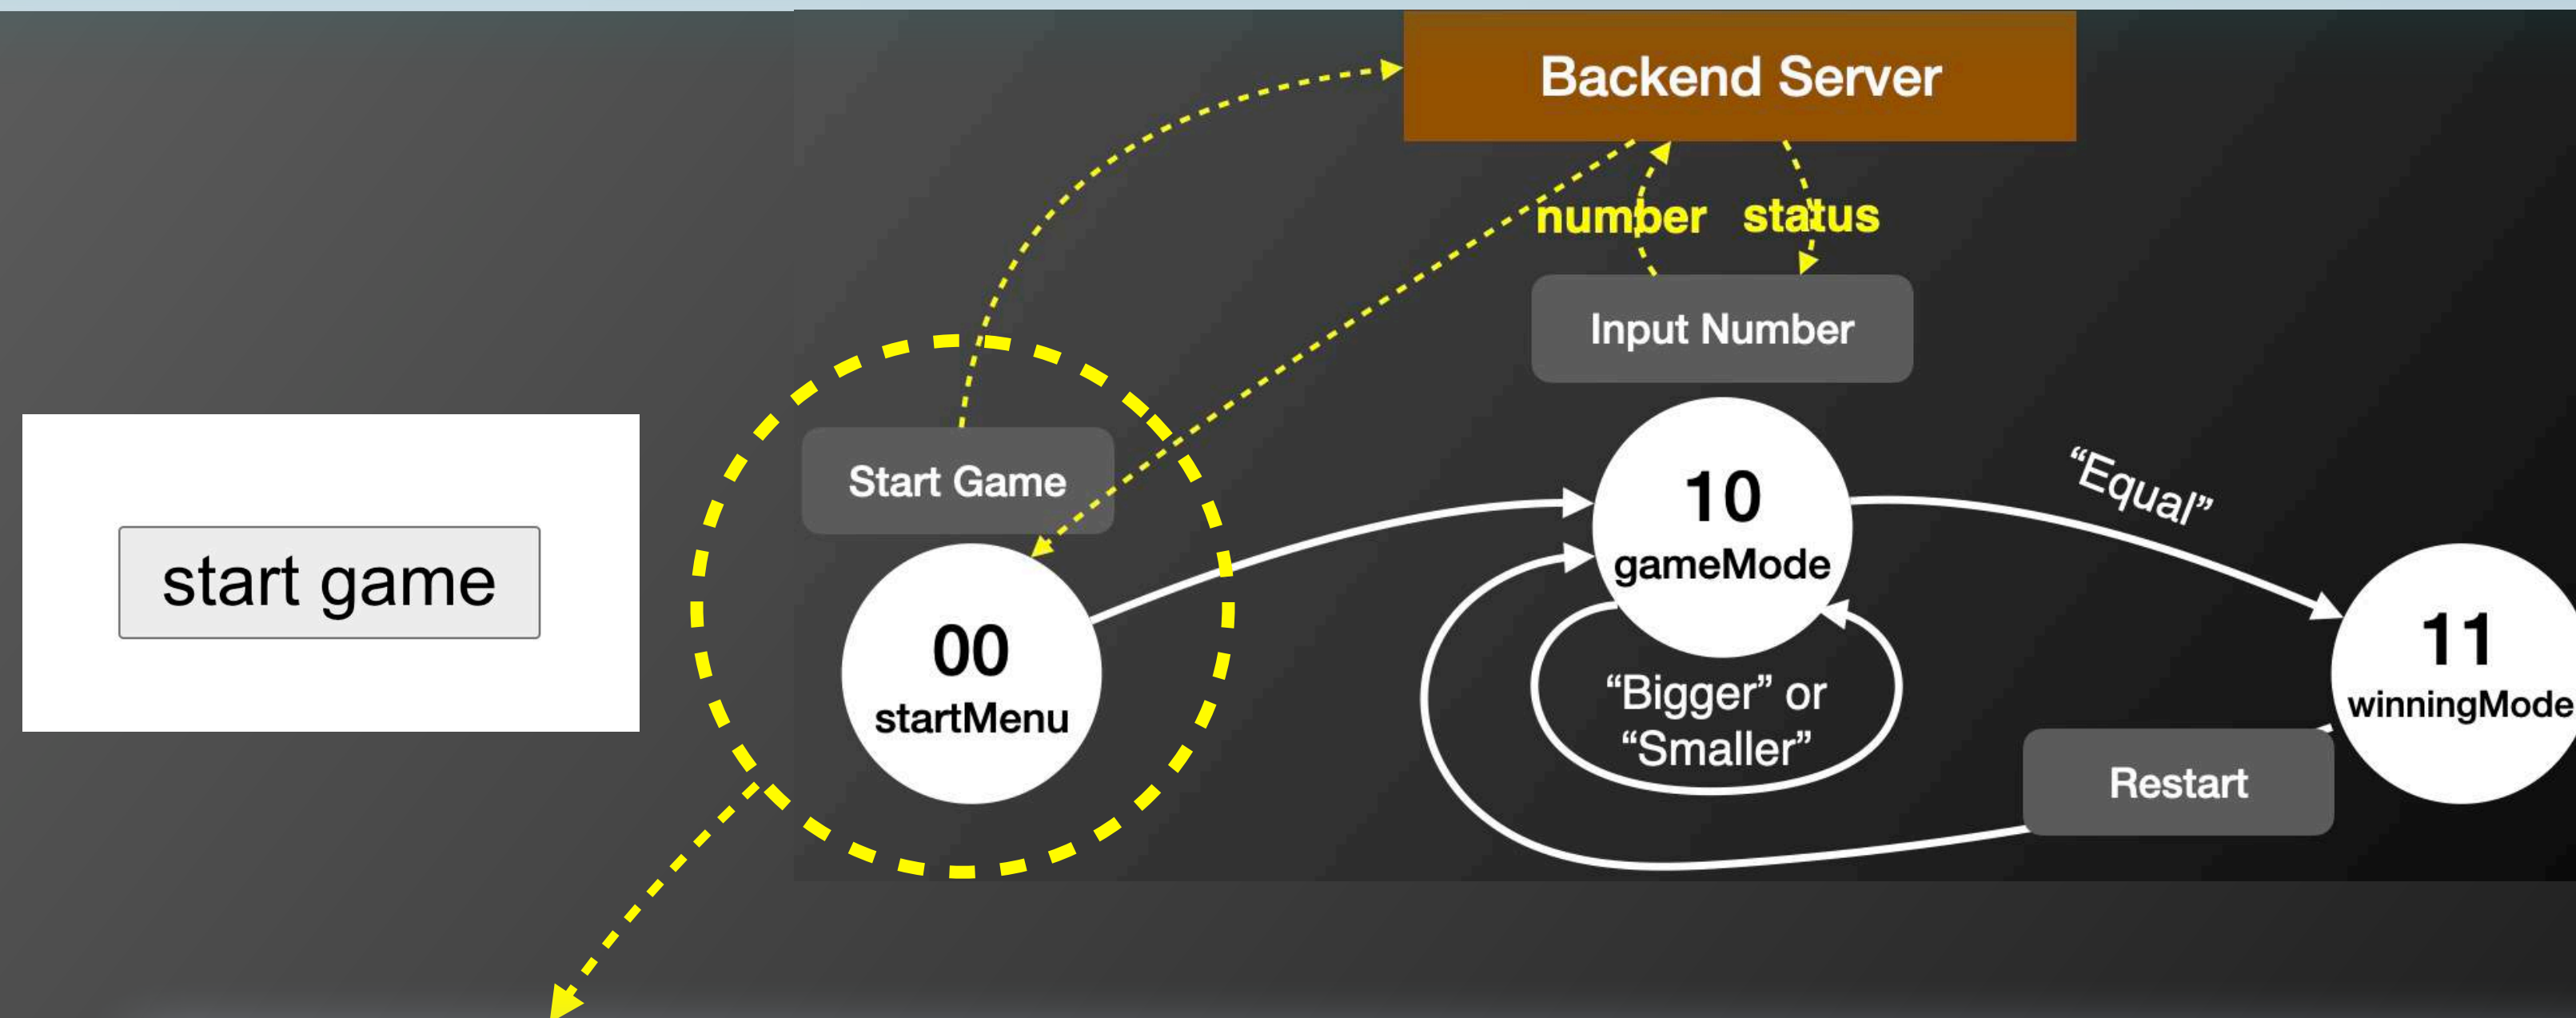 Backend Server
number status
Input Number
Start Game
start game
10
gameMode
“Equal”
00
startMenu
“Bigger” or
“Smaller”
11
winningMode
Restart